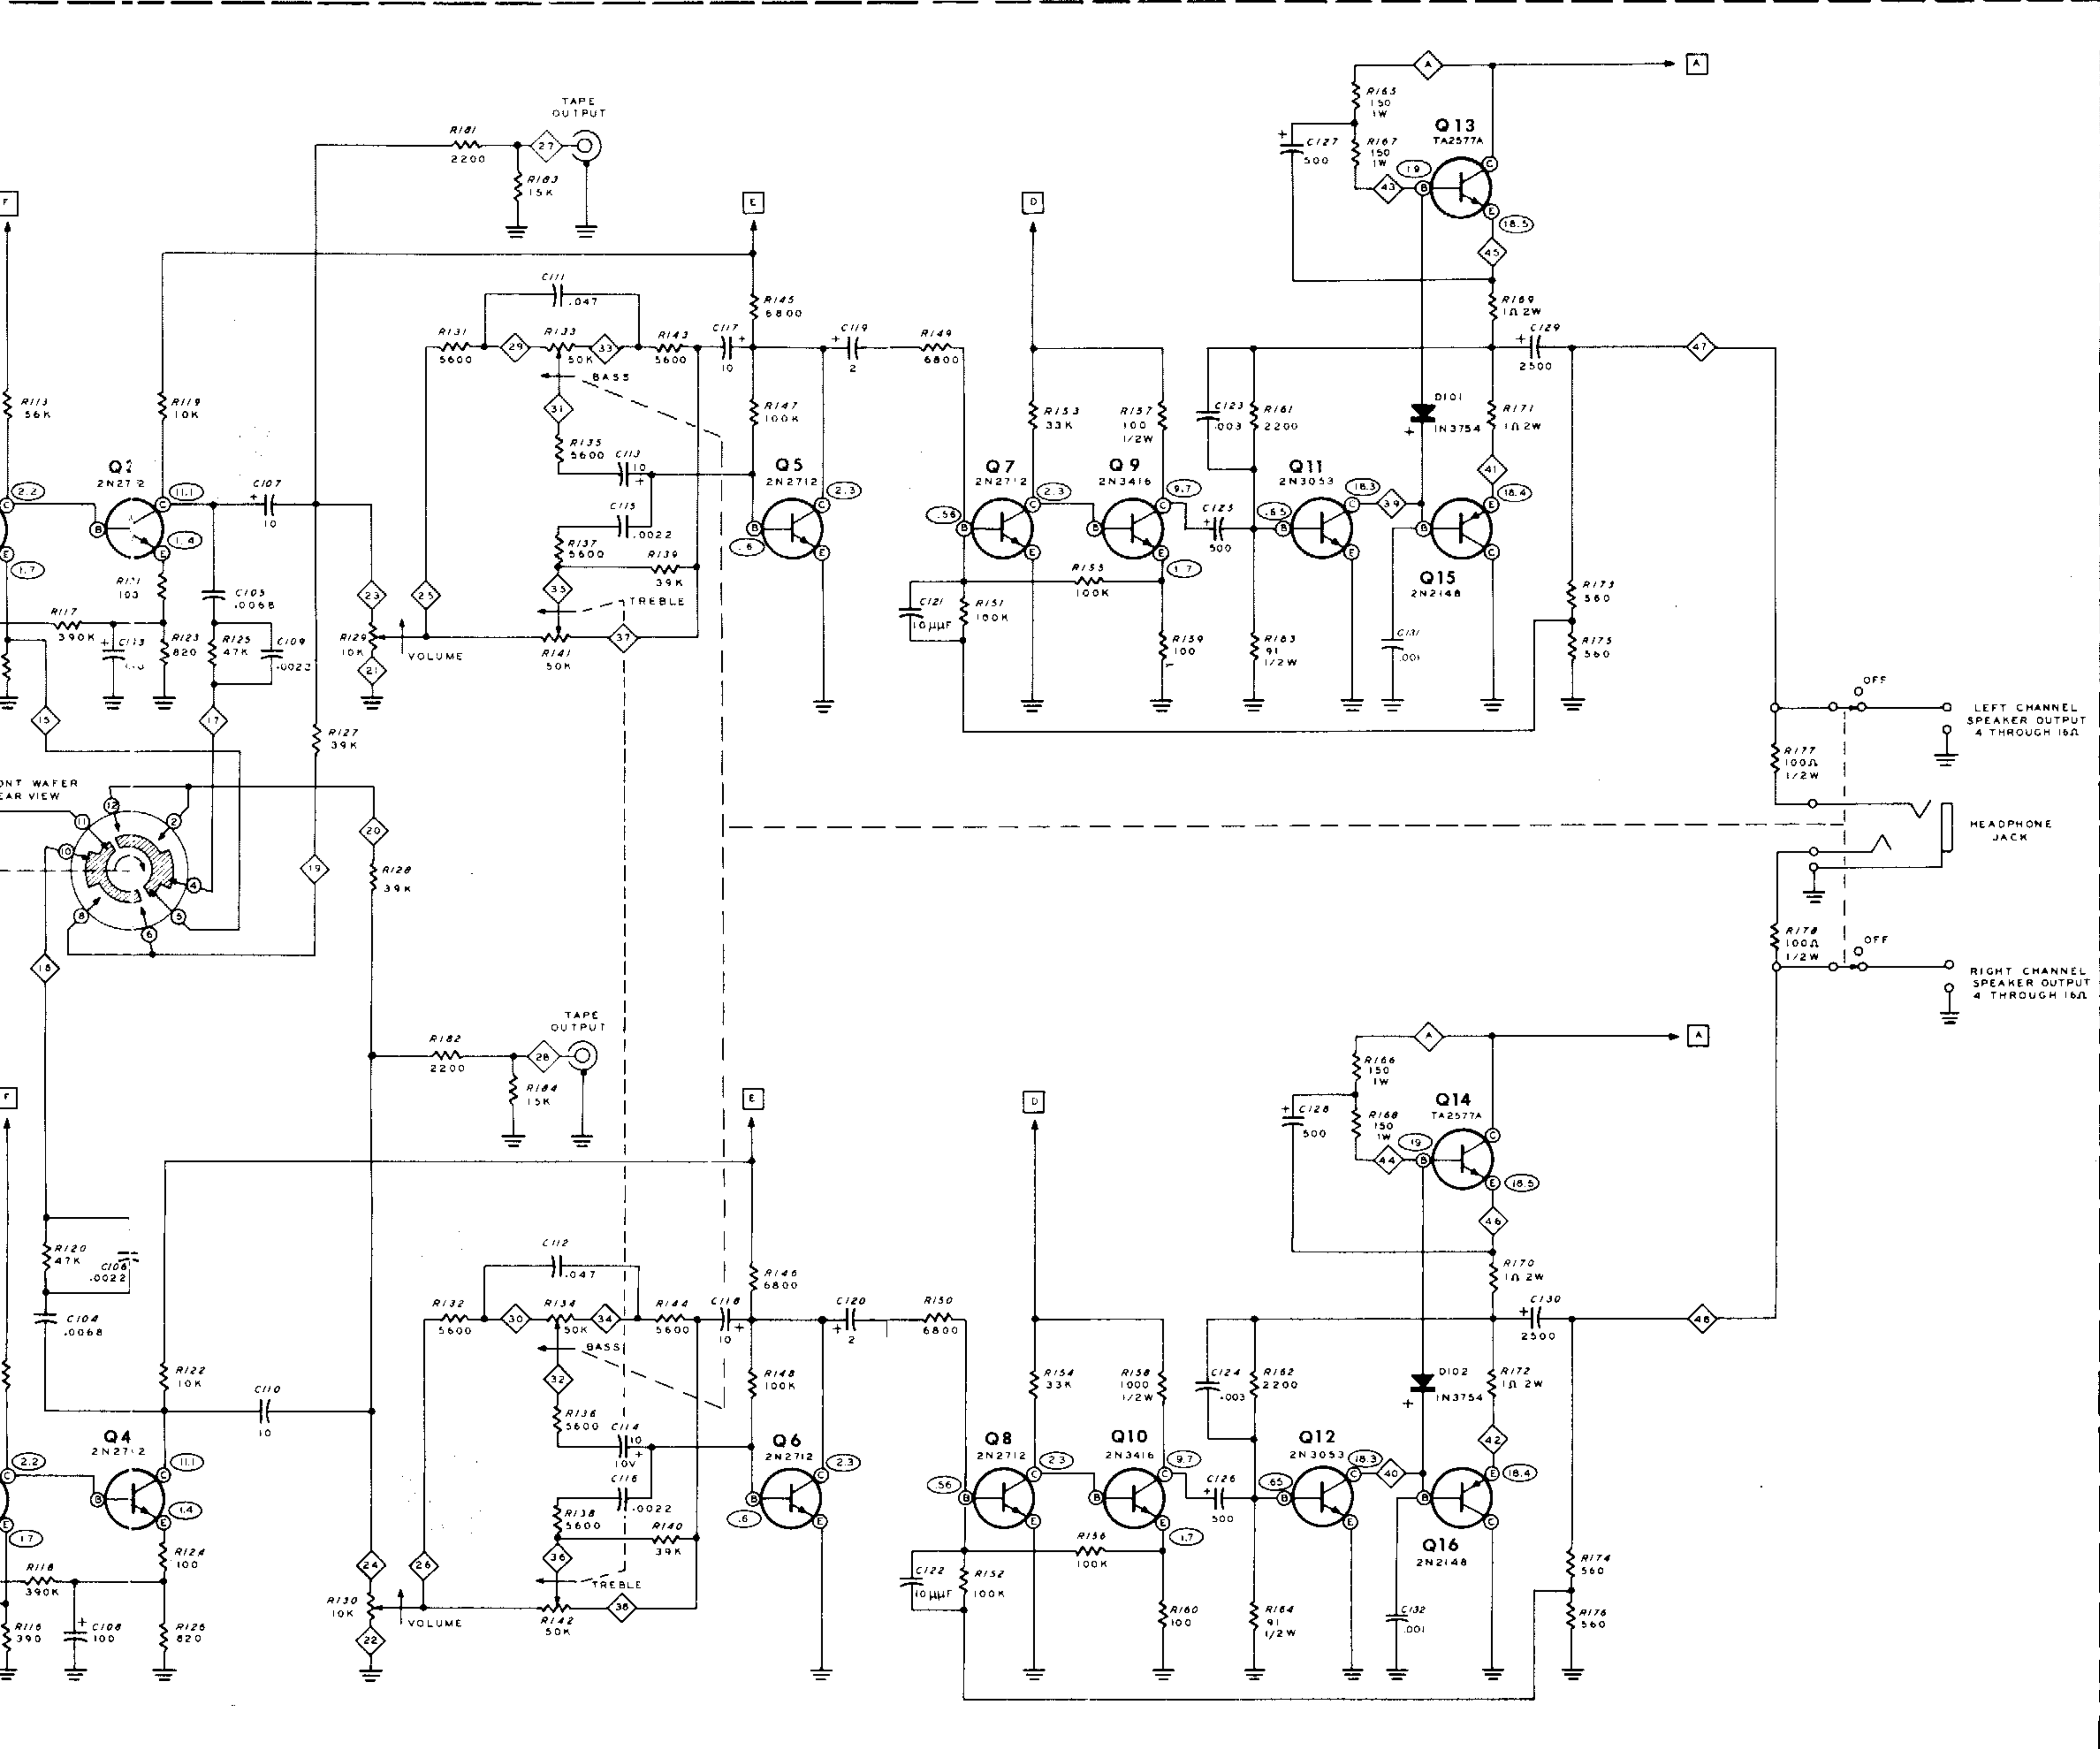 A
A
R165
150
1W
Q13
TA2577A
C127
500
R167
150
1W
19
43
B
C
E
18.5
45
TAPE
OUTPUT
R181
2200
27
R183
15K
F
E
D
C111
.047
R145
6800
R169
1Ω 2W
R131
5600
29
R133
50K
33
R143
5600
C117
10
C119
2
R149
6800
C129
2500
47
BASS
R113
56K
R119
10K
31
R147
100K
R153
33K
R157
100
1/2W
C123
.003
R161
2200
D101
1N3754
R171
1Ω 2W
R135
5600
C113
10
Q2
Q5
2N2712
2.3
Q7
2N2712
2.3
Q9
2N3416
9.7
Q11
2N3053
18.3
39
41
18.4
2.2
11.1
C107
10
C115
.0022
.6
.56
C125
500
.65
1.4
1.7
R137
5600
R139
39K
R155
100K
1.7
Q15
2N2148
C105
.0068
23
25
35
TREBLE
C121
10µµF
R151
100K
R173
560
R117
390K
R123
820
R125
47K
C109
.0022
R129
10K
VOLUME
R141
50K
37
R159
100
R163
91
1/2W
C131
.001
R175
560
21
OFF
15
17
LEFT CHANNEL
SPEAKER OUTPUT
4 THROUGH 16Ω
R127
39K
R177
100Ω
1/2W
ONT WAFER
EAR VIEW
12
11
2
20
HEADPHONE
JACK
10
4
19
R128
39K
8
5
6
R178
100Ω
1/2W
OFF
18
RIGHT CHANNEL
SPEAKER OUTPUT
4 THROUGH 16Ω
TAPE
OUTPUT
R182
2200
28
R184
15K
A
A
R166
150
1W
F
E
D
C128
500
R168
150
1W
Q14
TA2577A
19
44
18.5
46
R120
47K
C106
.0022
C112
.047
R146
6800
R170
1Ω 2W
C104
.0068
R132
5600
30
R134
50K
34
R144
5600
C118
10
C120
2
R150
6800
C130
2500
48
BASS
R122
10K
C110
10
32
R148
100K
R154
33K
R158
1000
1/2W
C124
.003
R162
2200
D102
1N3754
R172
1Ω 2W
R136
5600
C114
10
10V
Q4
2N2712
Q6
2N2712
2.3
Q8
2N2712
2.3
Q10
2N3416
9.7
Q12
2N3053
18.3
40
42
18.4
2.2
11.1
1.4
1.7
C116
.0022
.6
.56
C126
500
.65
R138
5600
R140
39K
R156
100K
1.7
Q16
2N2148
R124
100
24
26
36
TREBLE
C122
10µµF
R152
100K
R174
560
R118
390K
R130
10K
VOLUME
R142
50K
38
R116
390
C108
100
R126
820
22
R160
100
R164
91
1/2W
C132
.001
R176
560